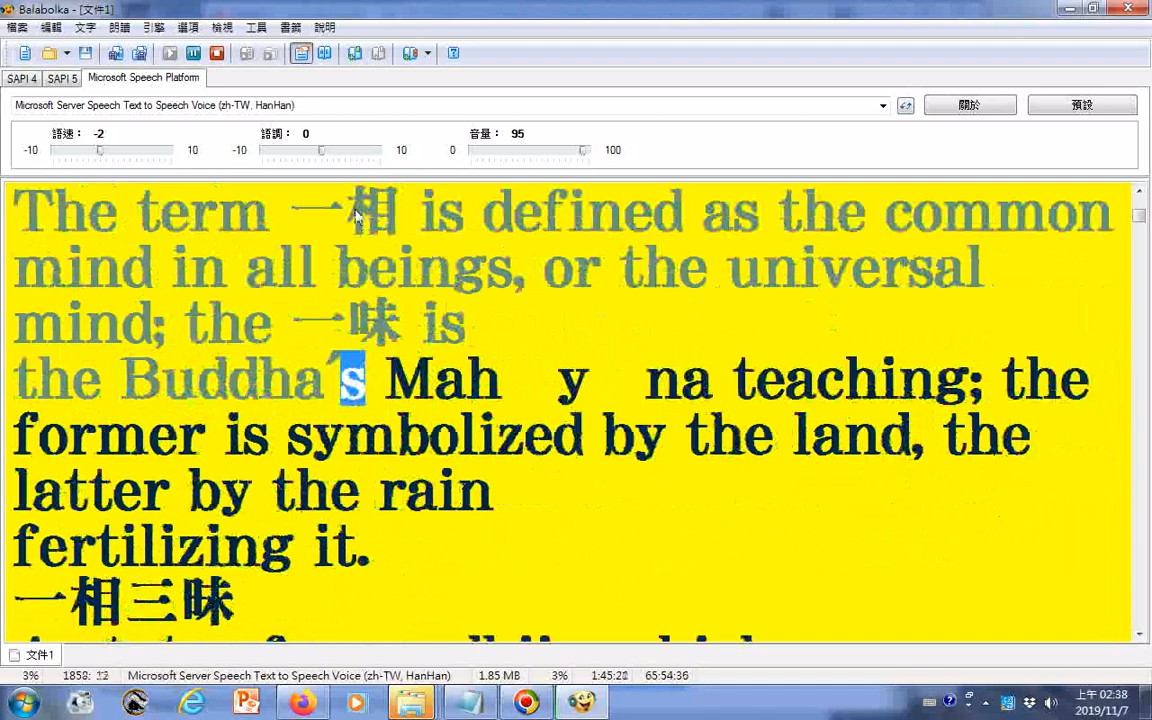 Balabolka - [文件1]
檔案 編輯 文字 朗讀 引擎 選項 檢視 工具 書籤 說明
SAPI 4 SAPI 5 Microsoft Speech Platform
Microsoft Server Speech Text to Speech Voice (zh-TW, HanHan) 關於 預設
語速: -2 語調: 0 音量: 95
-10 10 -10 10 0 100
The term 一相 is defined as the common
mind in all beings, or the universal
mind; the 一味 is
the Buddha´s Mah y na teaching; the
former is symbolized by the land, the
latter by the rain
fertilizing it.
一相三昧
文件1
3% 1858: 12 Microsoft Server Speech Text to Speech Voice (zh-TW, HanHan) 1.85 MB 3% 1:45:21 65:54:36
上午 02:38
2019/11/7